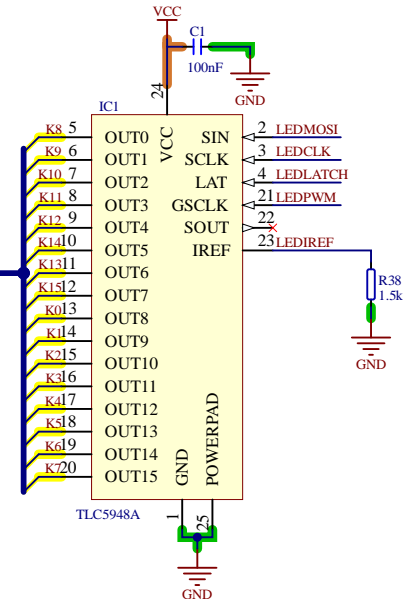 VCC
C1
100nF
GND
24
IC1
VCC
K8 5 OUT0 SIN 2 LEDMOSI
K9 6 OUT1 SCLK 3 LEDCLK
K10 7 OUT2 LAT 4 LEDLATCH
K11 8 OUT3 GSCLK 21 LEDPWM
K12 9 OUT4 SOUT 22
K14 10 OUT5 IREF 23 LEDIREF
K13 11 OUT6
K15 12 OUT7
R38
1.5k
K0 13 OUT8
K1 14 OUT9
K2 15 OUT10
K3 16 OUT11
K4 17 OUT12
K5 18 OUT13
K6 19 OUT14
K7 20 OUT15
GND
GND
POWERPAD
TLC5948A
1
25
GND